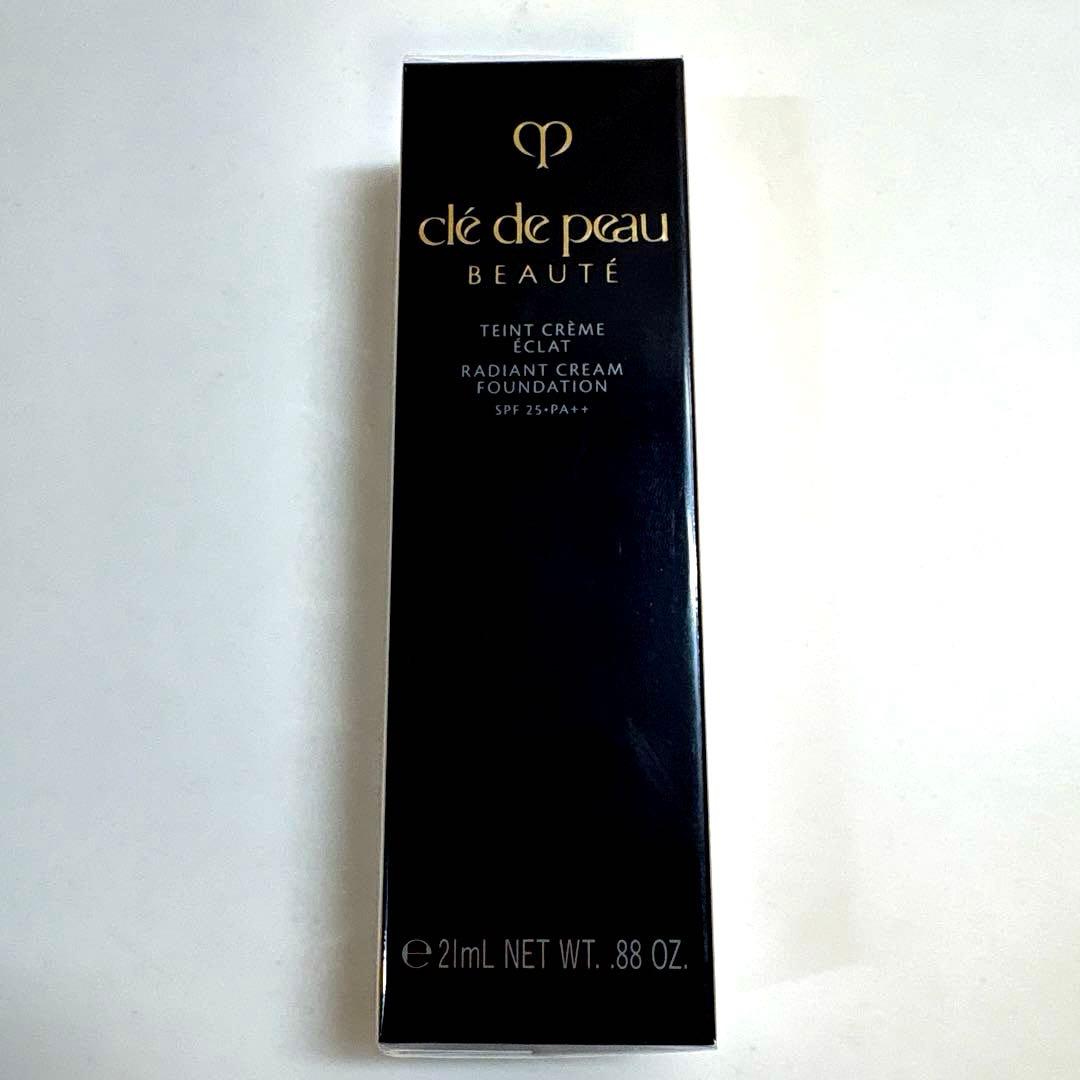 clé de peau
BEAUTÉ
TEINT CRÈME
ÉCLAT
RADIANT CREAM
FOUNDATION
SPF 25•PA++
℮ 21mL NET WT. .88 OZ.